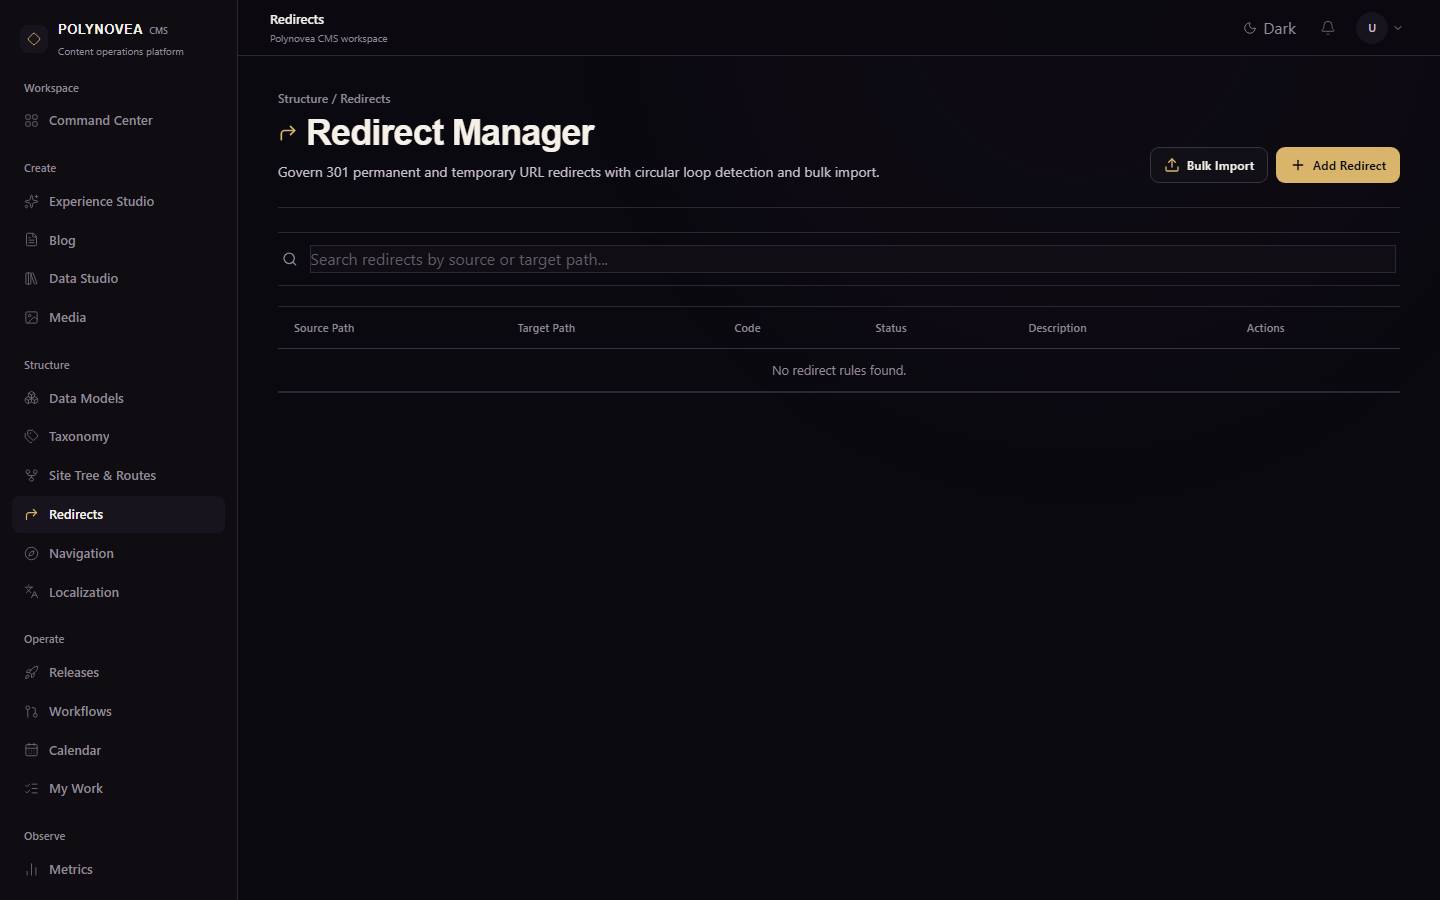 POLYNOVEA CMS
Content operations platform
Workspace
Command Center
Create
Experience Studio
Blog
Data Studio
Media
Structure
Data Models
Taxonomy
Site Tree & Routes
Redirects
Navigation
Localization
Operate
Releases
Workflows
Calendar
My Work
Observe
Metrics
Redirects
Polynovea CMS workspace
Dark
U
Structure / Redirects
Redirect Manager
Govern 301 permanent and temporary URL redirects with circular loop detection and bulk import.
Bulk Import
Add Redirect
Search redirects by source or target path...
Source Path Target Path Code Status Description Actions
No redirect rules found.